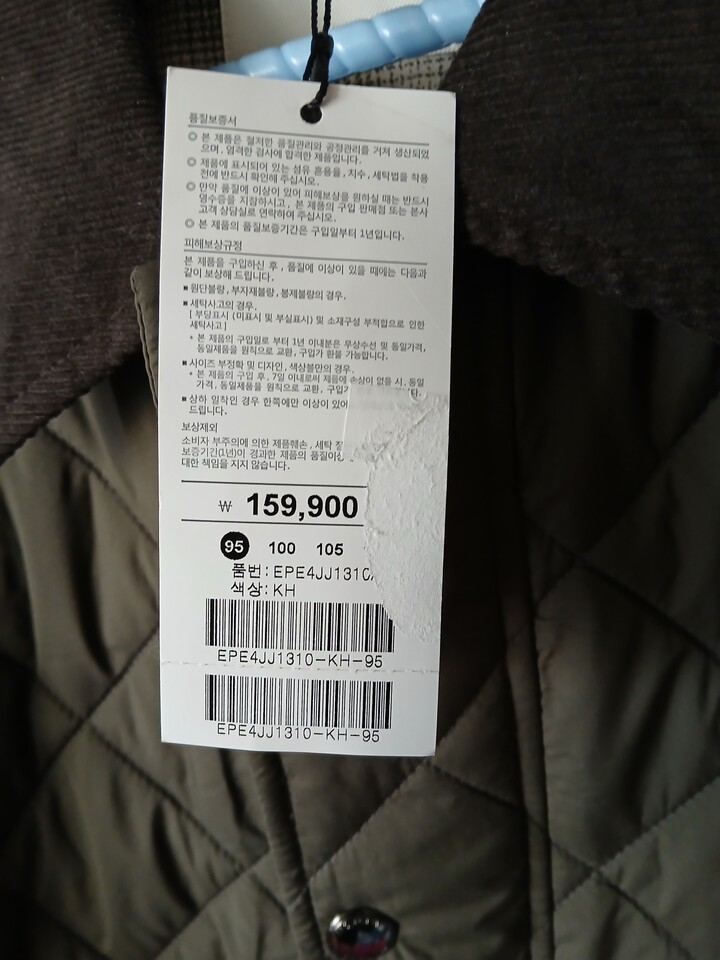 품질보증서
◎ 본 제품은 철저한 품질관리와 공정관리를 거쳐 생산되었
으며, 엄격한 검사에 합격한 제품입니다.
◎ 제품에 표시되어 있는 섬유 혼용율, 치수, 세탁법을 착용
전에 반드시 확인해 주십시오.
◎ 만약 품질에 이상이 있어 피해보상을 원하실 때는 반드시
영수증을 지참하시고, 본 제품의 구입 판매점 또는 본사
고객 상담실로 연락하여 주십시오.
◎ 본 제품의 품질보증기간은 구입일부터 1년입니다.
피해보상규정
본 제품을 구입하신 후, 품질에 이상이 있을 때에는 다음과
같이 보상해 드립니다.
■ 원단불량, 부자재불량, 봉제불량의 경우.
■ 세탁사고의 경우.
[ 부당표시 (미표시 및 부실표시) 및 소재구성 부적합으로 인한
세탁사고 ]
* 본 제품의 구입일로 부터 1년 이내분은 무상수선 및 동일가격,
동일제품을 원칙으로 교환, 구입가 환불 가능합니다.
■ 사이즈 부정확 및 디자인, 색상불만의 경우.
* 본 제품의 구입 후, 7일 이내로써 제품에 손상이 없을 시, 동일
가격, 동일제품을 원칙으로 교환, 구입가
■ 상하 일착인 경우 한쪽에만 이상이 있어
드립니다.
보상제외
소비자 부주의에 의한 제품훼손, 세탁 잘
보증기간(1년)이 경과한 제품의 품질이상
대한 책임을 지지 않습니다.
₩ 159,900
95 100 105
품번: EPE4JJ1310
색상: KH
EPE4JJ1310-KH-95
EPE4JJ1310-KH-95